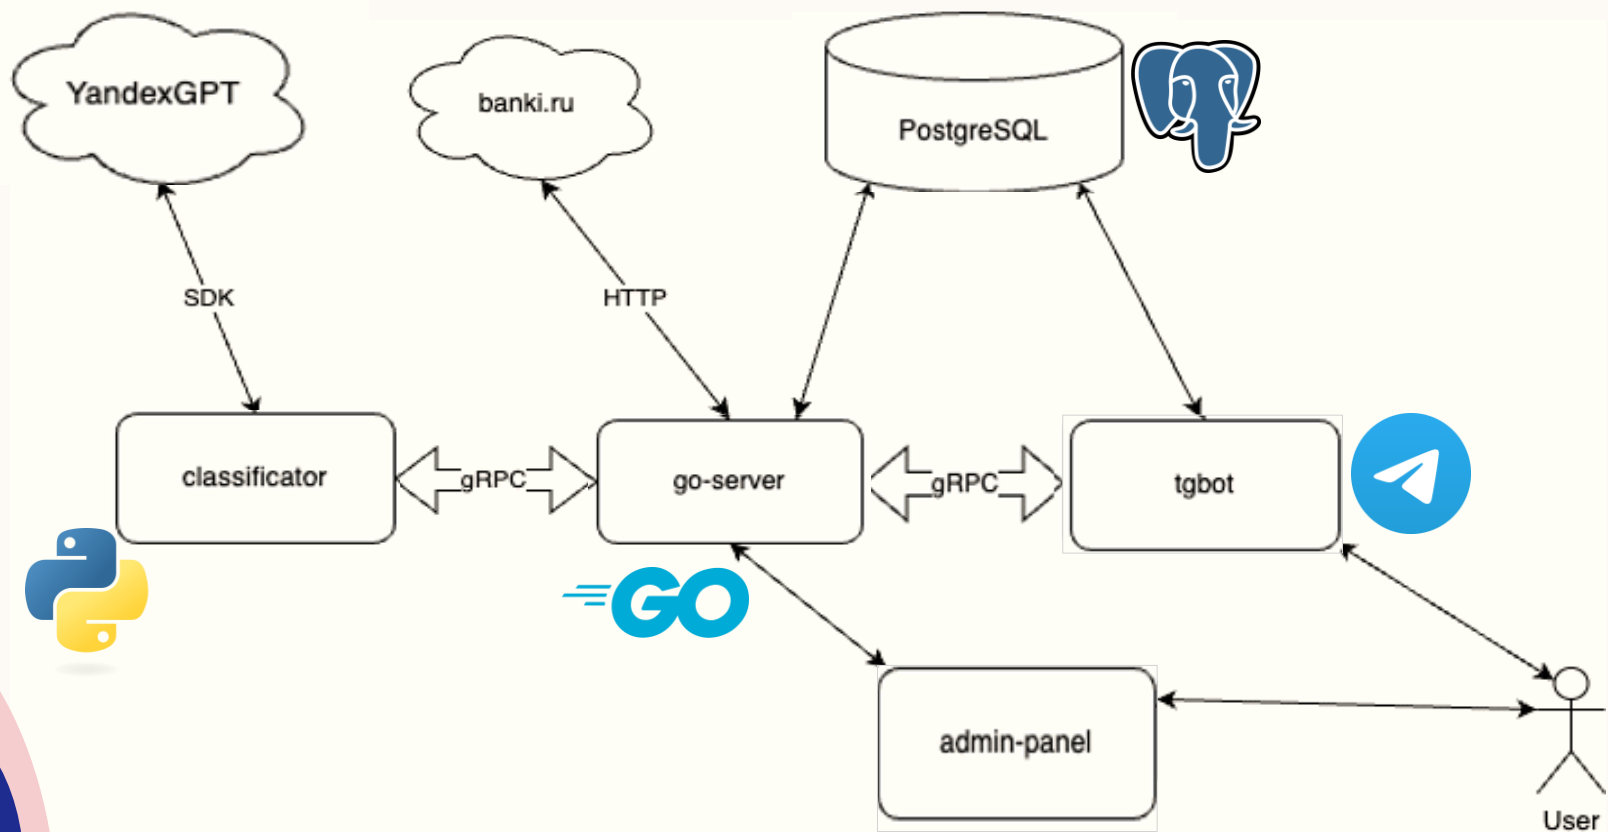 YandexGPT
banki.ru
PostgreSQL
SDK
HTTP
classificator
gRPC
go-server
gRPC
tgbot
GO
admin-panel
User